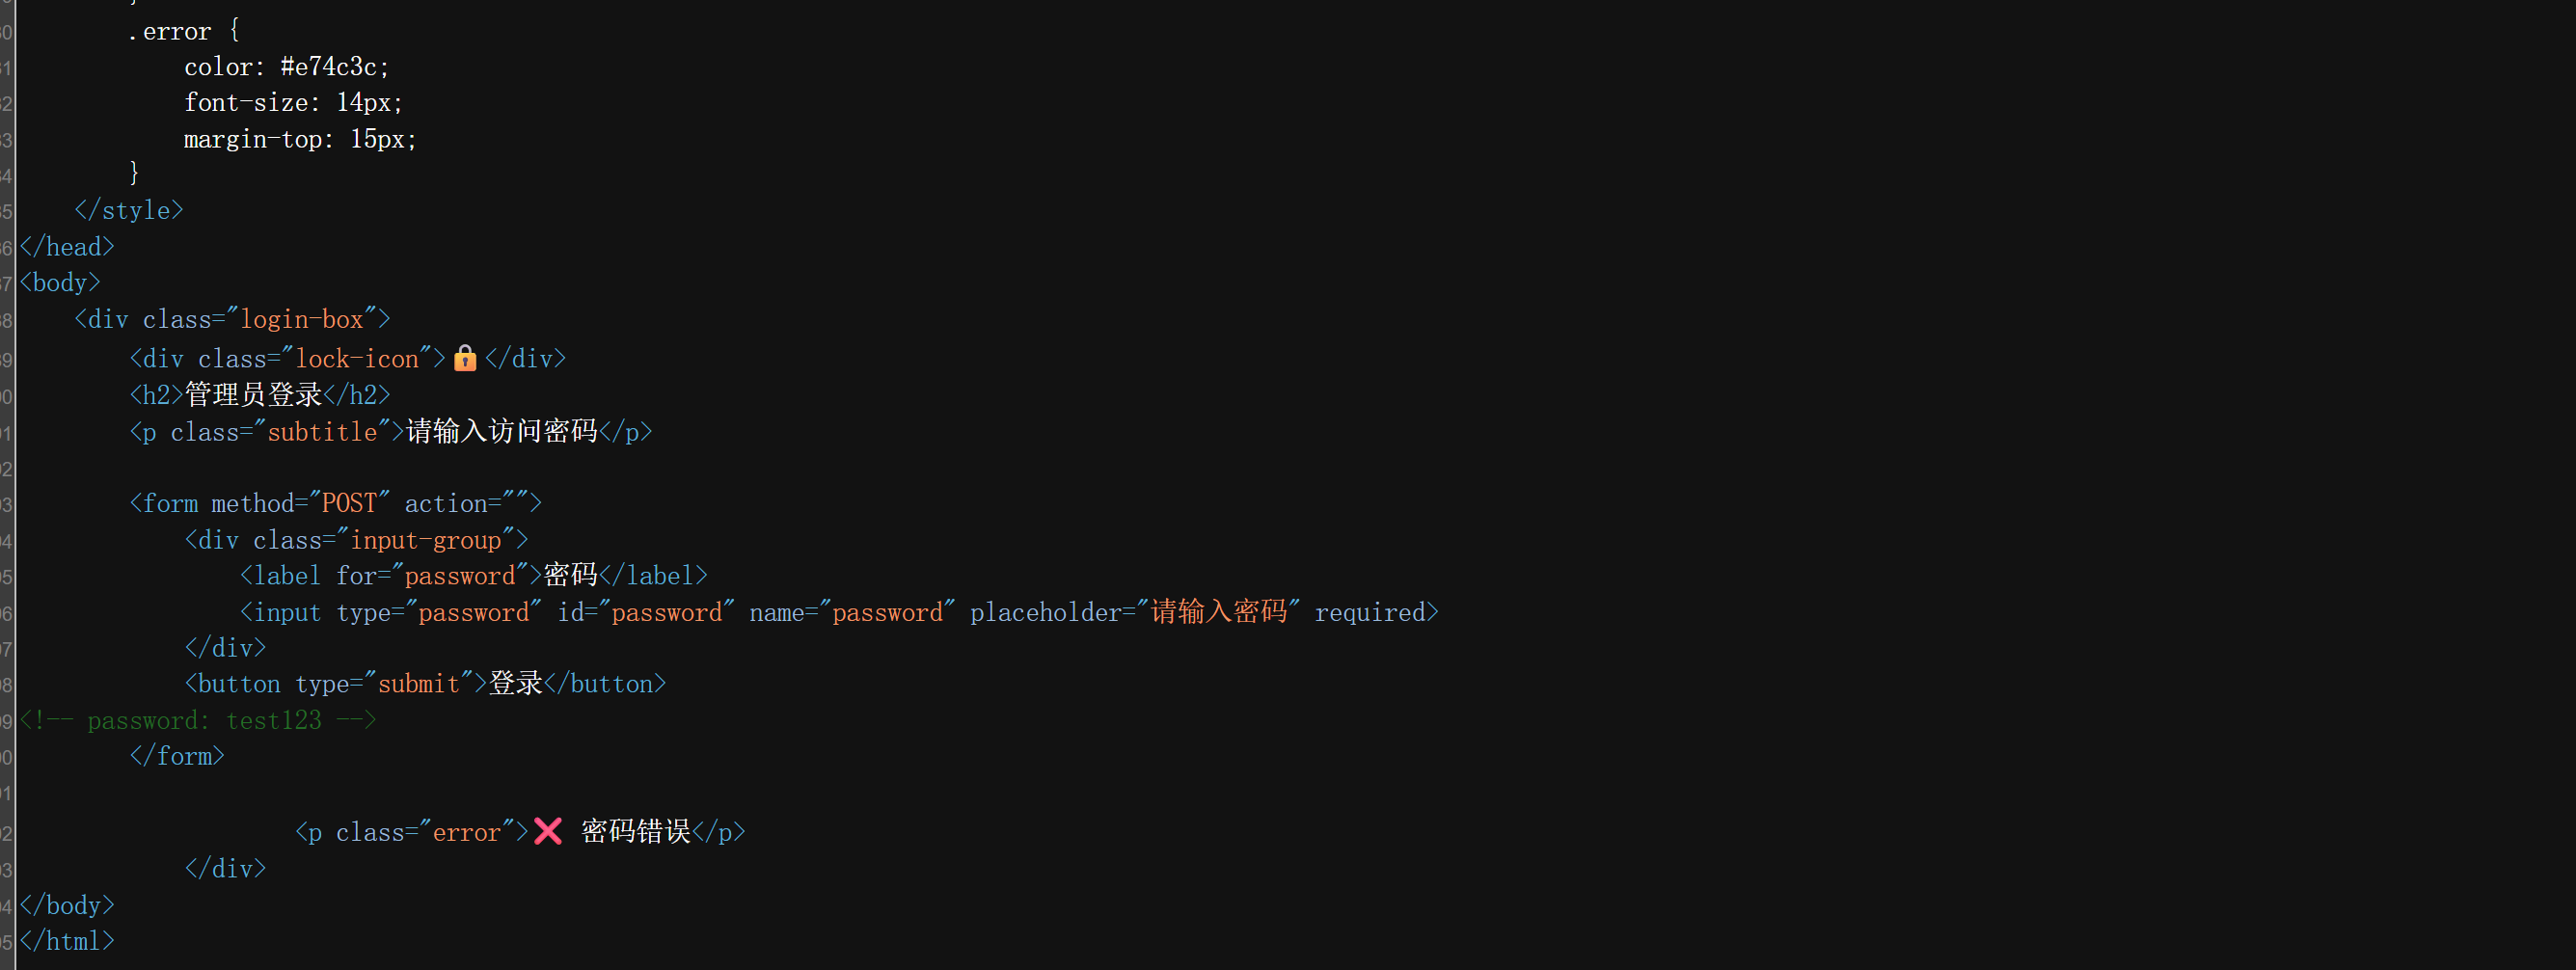 .error {
color: #e74c3c;
font-size: 14px;
margin-top: 15px;
}
</style>
</head>
<body>
<div class="login-box">
<div class="lock-icon">🔒</div>
<h2>管理员登录</h2>
<p class="subtitle">请输入访问密码</p>
<form method="POST" action="">
<div class="input-group">
<label for="password">密码</label>
<input type="password" id="password" name="password" placeholder="请输入密码" required>
</div>
<button type="submit">登录</button>
<!-- password: test123 -->
</form>
<p class="error">❌ 密码错误</p>
</div>
</body>
</html>